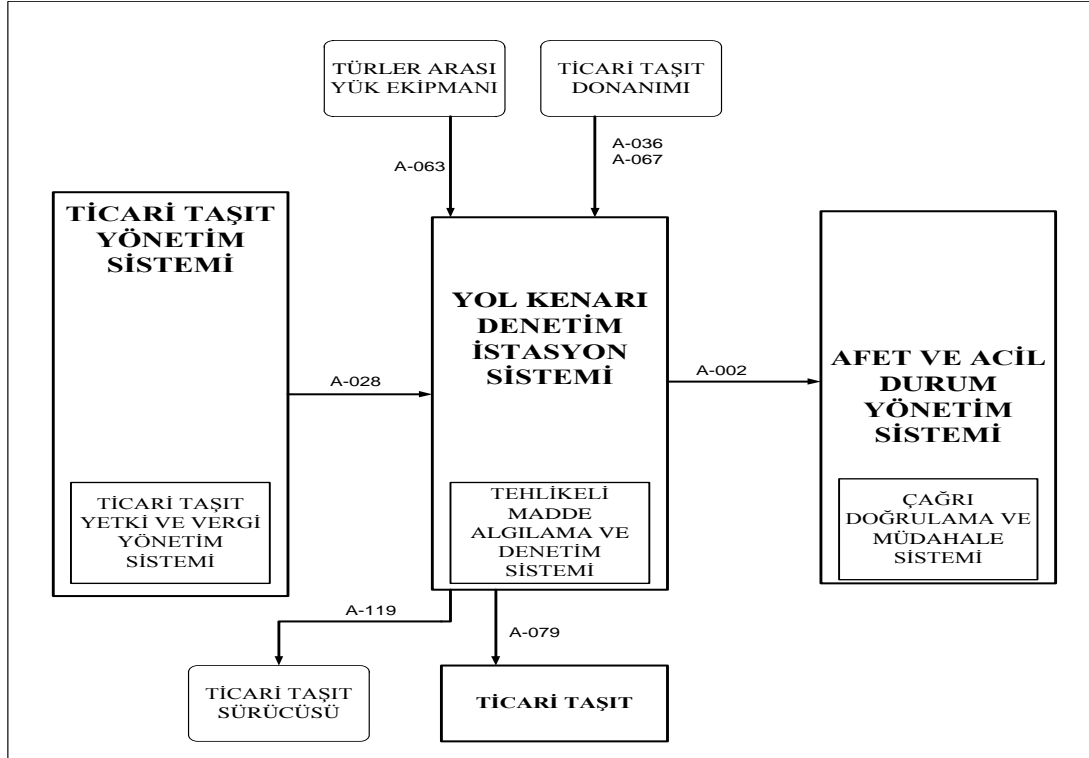 TÜRLER ARASI
YÜK EKİPMANI
TİCARİ TAŞIT
DONANIMI
A-063
A-036
A-067
TİCARİ TAŞIT
YÖNETİM
SİSTEMİ
TİCARİ TAŞIT
YETKİ VE VERGİ
YÖNETİM
SİSTEMİ
A-028
YOL KENARI
DENETİM
İSTASYON
SİSTEMİ
TEHLİKELİ
MADDE
ALGILAMA VE
DENETİM
SİSTEMİ
A-002
AFET VE ACİL
DURUM
YÖNETİM
SİSTEMİ
ÇAĞRI
DOĞRULAMA VE
MÜDAHALE
SİSTEMİ
A-119
A-079
TİCARİ TAŞIT
SÜRÜCÜSÜ
TİCARİ TAŞIT